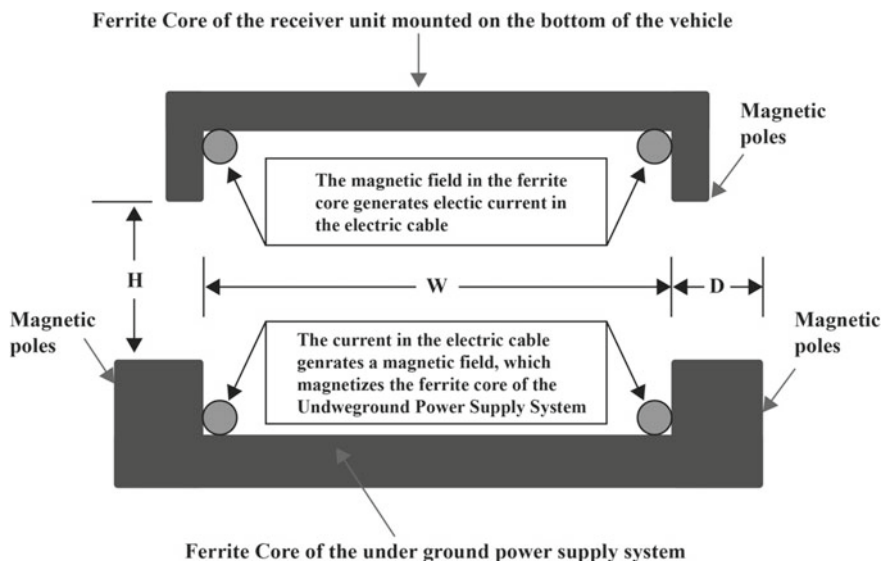 Ferrite Core of the receiver unit mounted on the bottom of the vehicle
Magnetic
poles
The magnetic field in the ferrite
core generates electic current in
the electric cable
H
W
D
Magnetic
poles
The current in the electric cable
genrates a magnetic field, which
magnetizes the ferrite core of the
Undweground Power Supply System
Magnetic
poles
Ferrite Core of the under ground power supply system